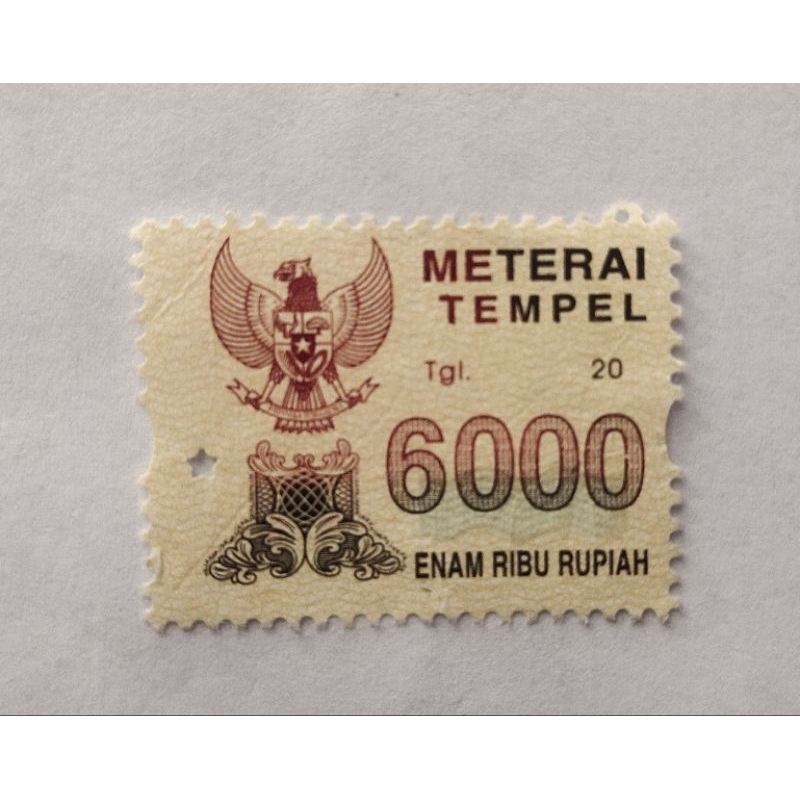 METERAI
TEMPEL
Tgl. 20
6000
ENAM RIBU RUPIAH